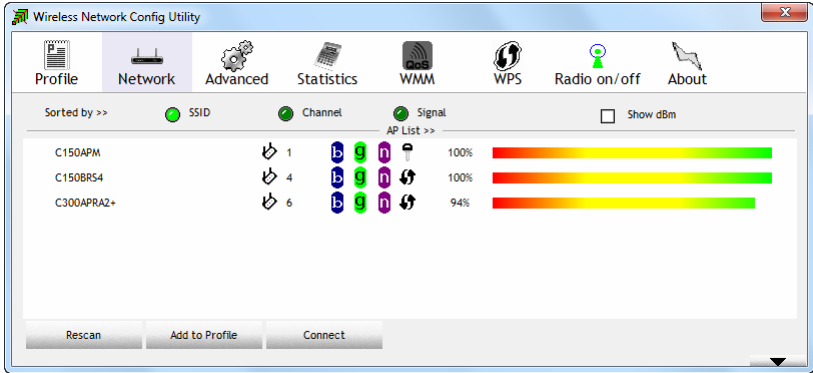 Wireless Network Config Utility
Profile Network Advanced Statistics QoS WMM WPS Radio on/off About
Sorted by >> SSID Channel Signal Show dBm
AP List >>
C150APM 1 b g n 100%
C150BRS4 4 b g n 100%
C300APRA2+ 6 b g n 94%
Rescan Add to Profile Connect